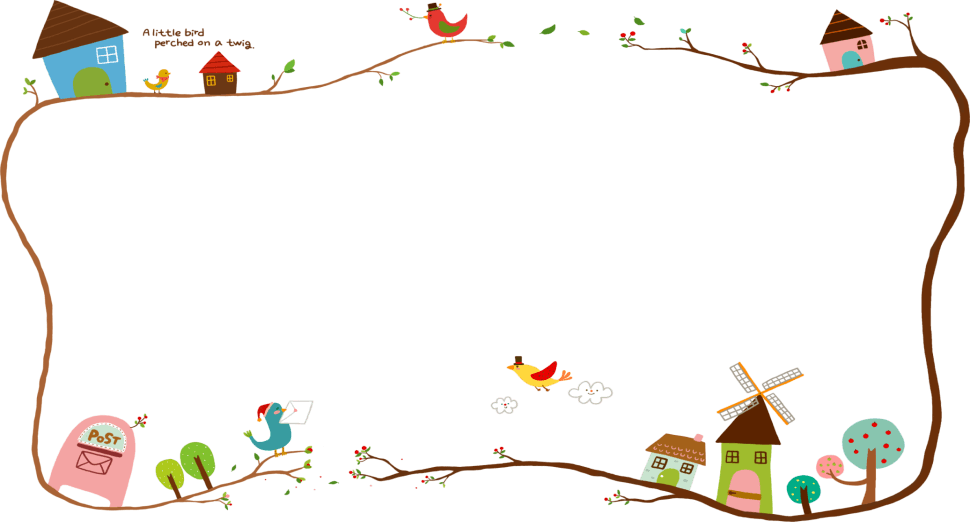 A little bird
perched on a twig.
PoST